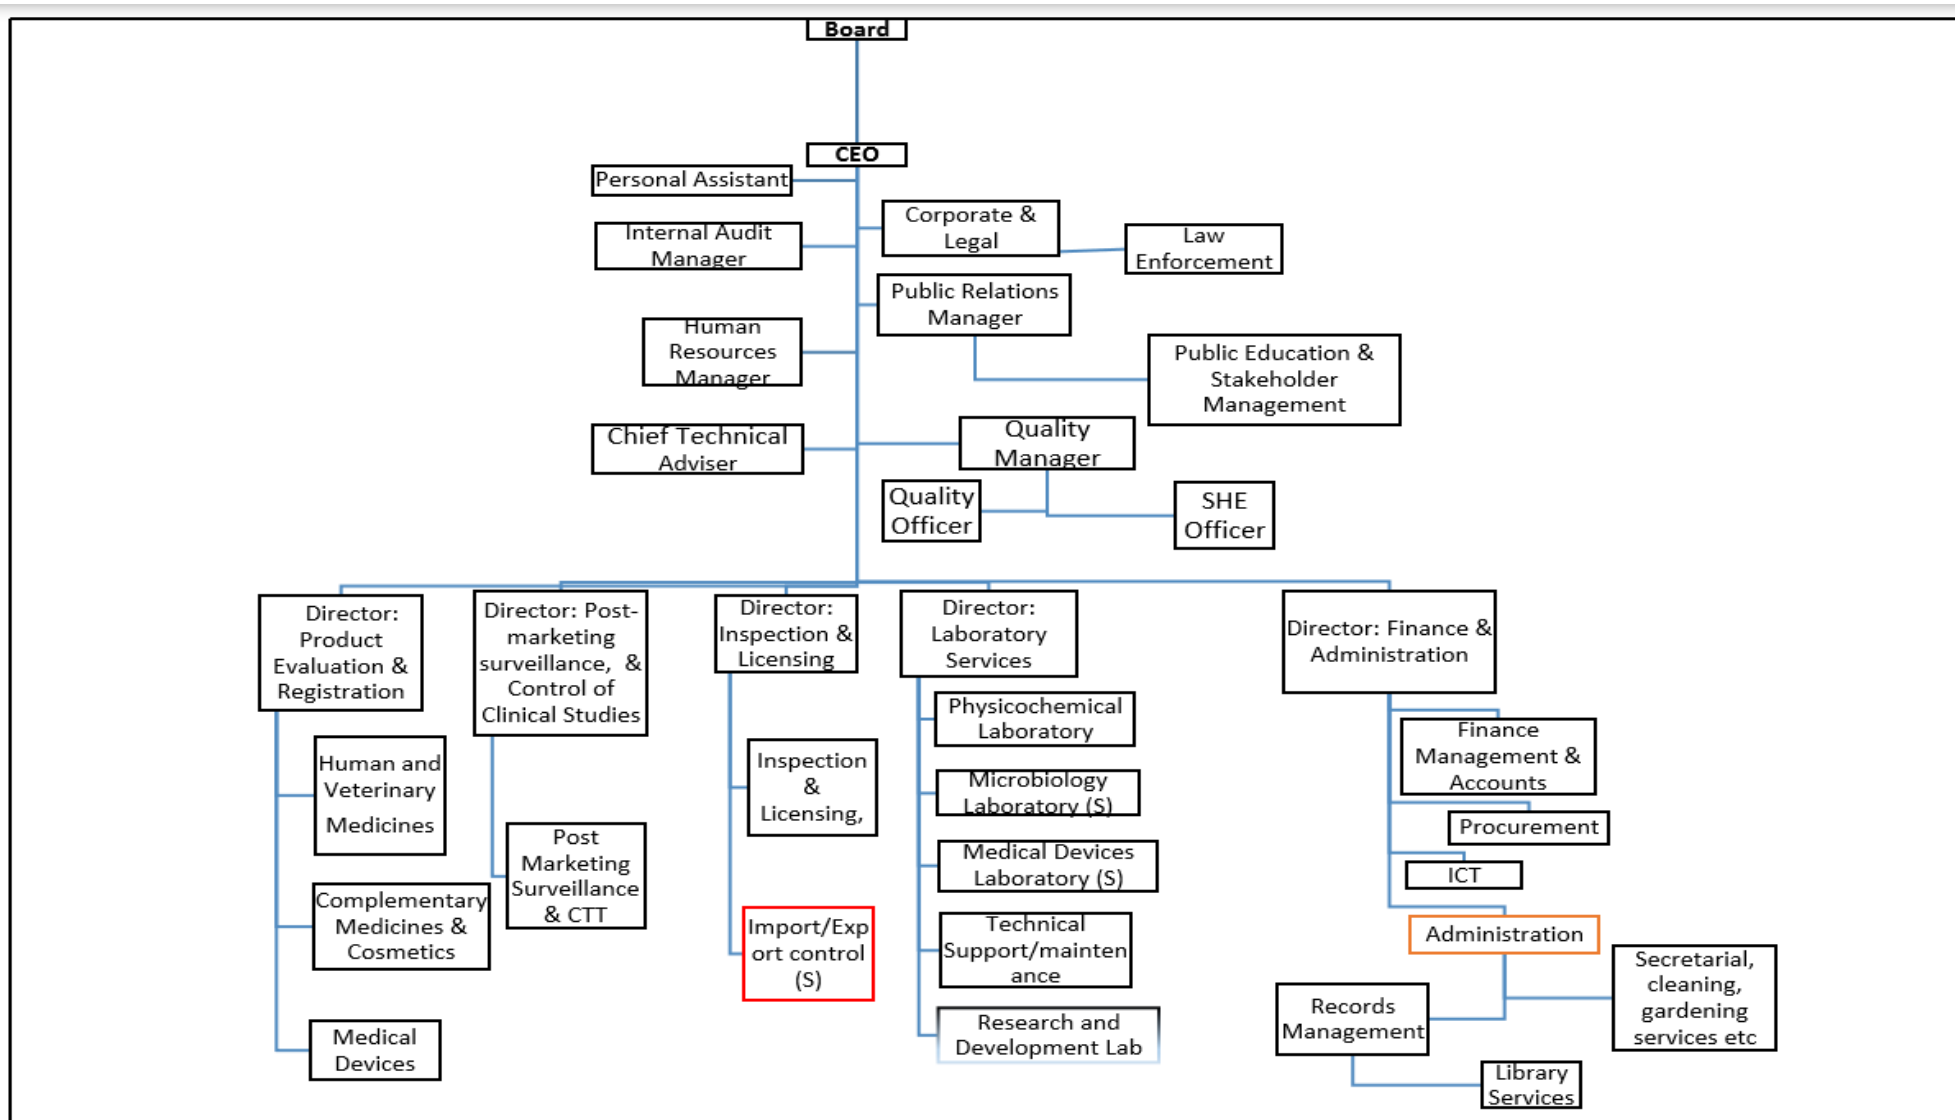 Board
CEO
Personal Assistant
Corporate &
Legal
Internal Audit
Manager
Law
Enforcement
Public Relations
Manager
Human
Resources
Manager
Public Education &
Stakeholder
Management
Chief Technical
Adviser
Quality
Manager
Quality
Officer
SHE
Officer
Director:
Product
Evaluation &
Registration
Director: Post-
marketing
surveillance, &
Control of
Clinical Studies
Director:
Inspection &
Licensing
Director:
Laboratory
Services
Director: Finance &
Administration
Human and
Veterinary
Medicines
Complementary
Medicines &
Cosmetics
Medical
Devices
Post
Marketing
Surveillance
& CTT
Inspection
&
Licensing,
Import/Exp
ort control
(S)
Physicochemical
Laboratory
Microbiology
Laboratory (S)
Medical Devices
Laboratory (S)
Technical
Support/mainten
ance
Research and
Development Lab
Finance
Management &
Accounts
Procurement
ICT
Administration
Records
Management
Secretarial,
cleaning,
gardening
services etc
Library
Services